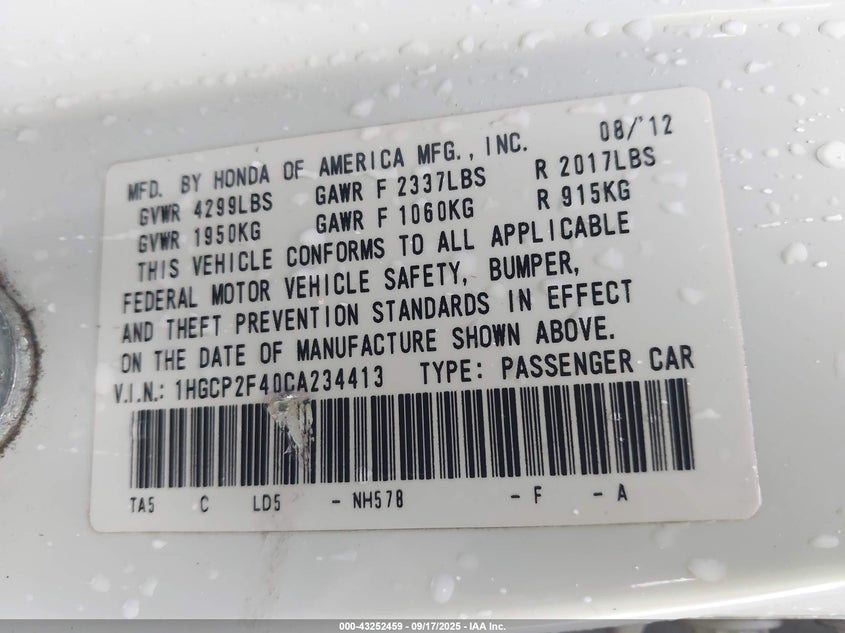 MFD. BY HONDA OF AMERICA MFG., INC. 08/'12
GVWR 4299LBS GAWR F 2337LBS R 2017LBS
GVWR 1950KG GAWR F 1060KG R 915KG
THIS VEHICLE CONFORMS TO ALL APPLICABLE
FEDERAL MOTOR VEHICLE SAFETY, BUMPER,
AND THEFT PREVENTION STANDARDS IN EFFECT
ON THE DATE OF MANUFACTURE SHOWN ABOVE.
V.I.N.: 1HGCP2F40CA234413 TYPE: PASSENGER CAR
TA5 C LD5 - NH578 - F - A
000-43252459 - 09/17/2025 - IAA Inc.